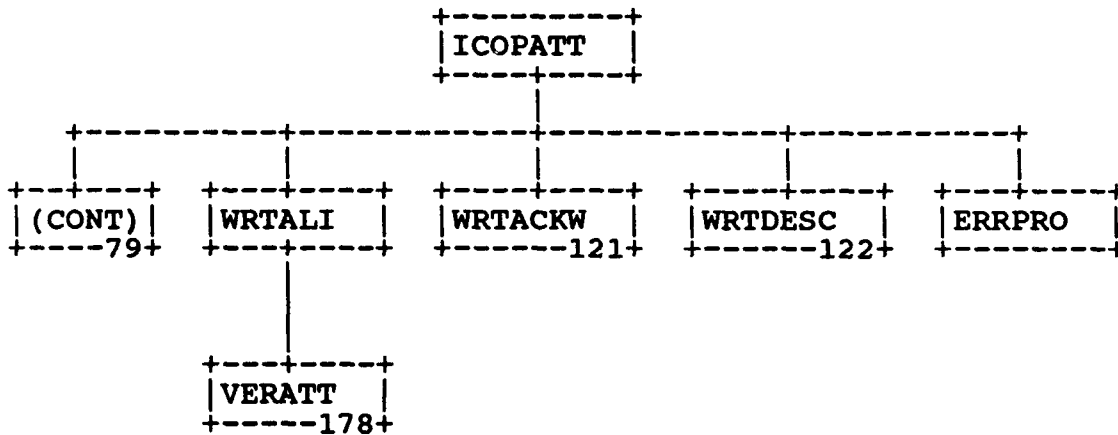 ICOPATT
(CONT) WRTALI WRTACKW WRTDESC ERRPRO
79 121 122
VERATT
178